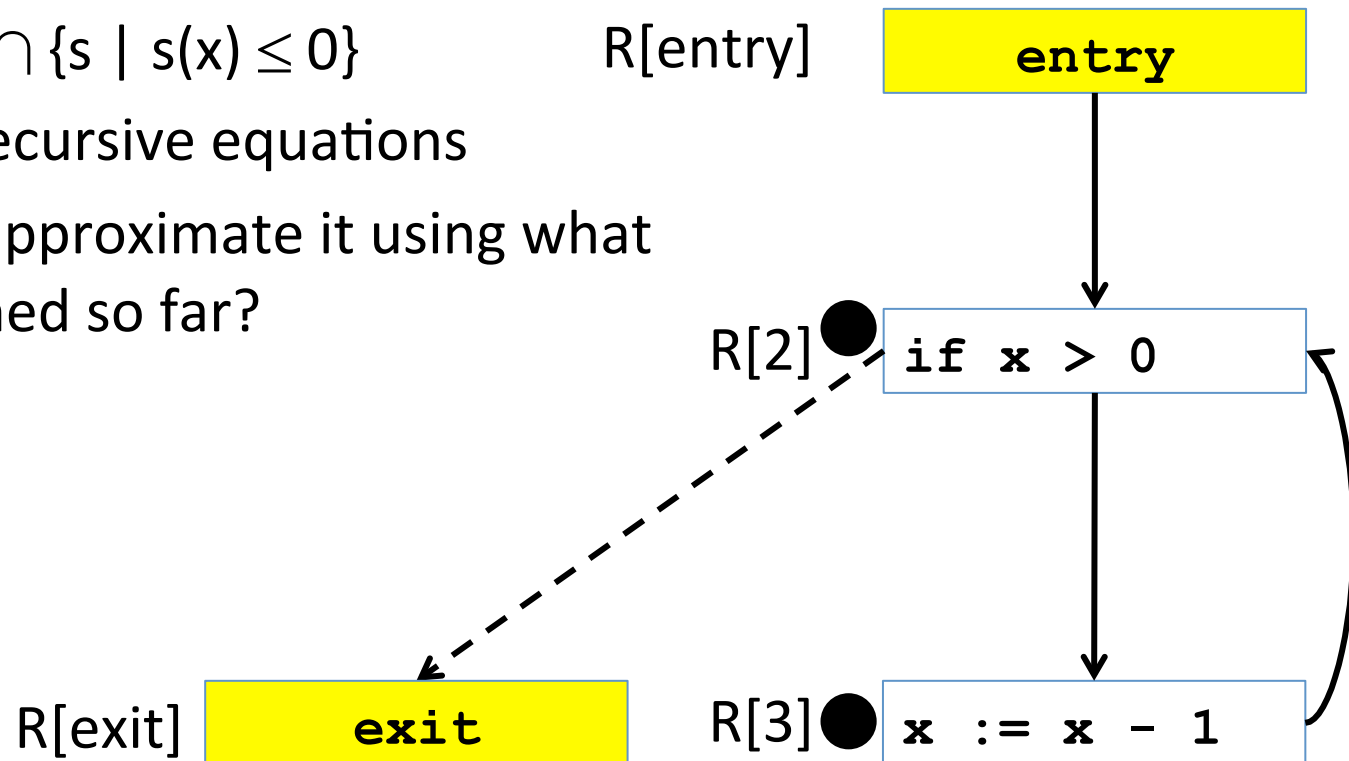 ∩ {s | s(x) ≤ 0}
ecursive equations
pproximate it using what
ned so far?
R[entry]
entry
R[2]
if x > 0
R[exit]
exit
R[3]
x := x - 1